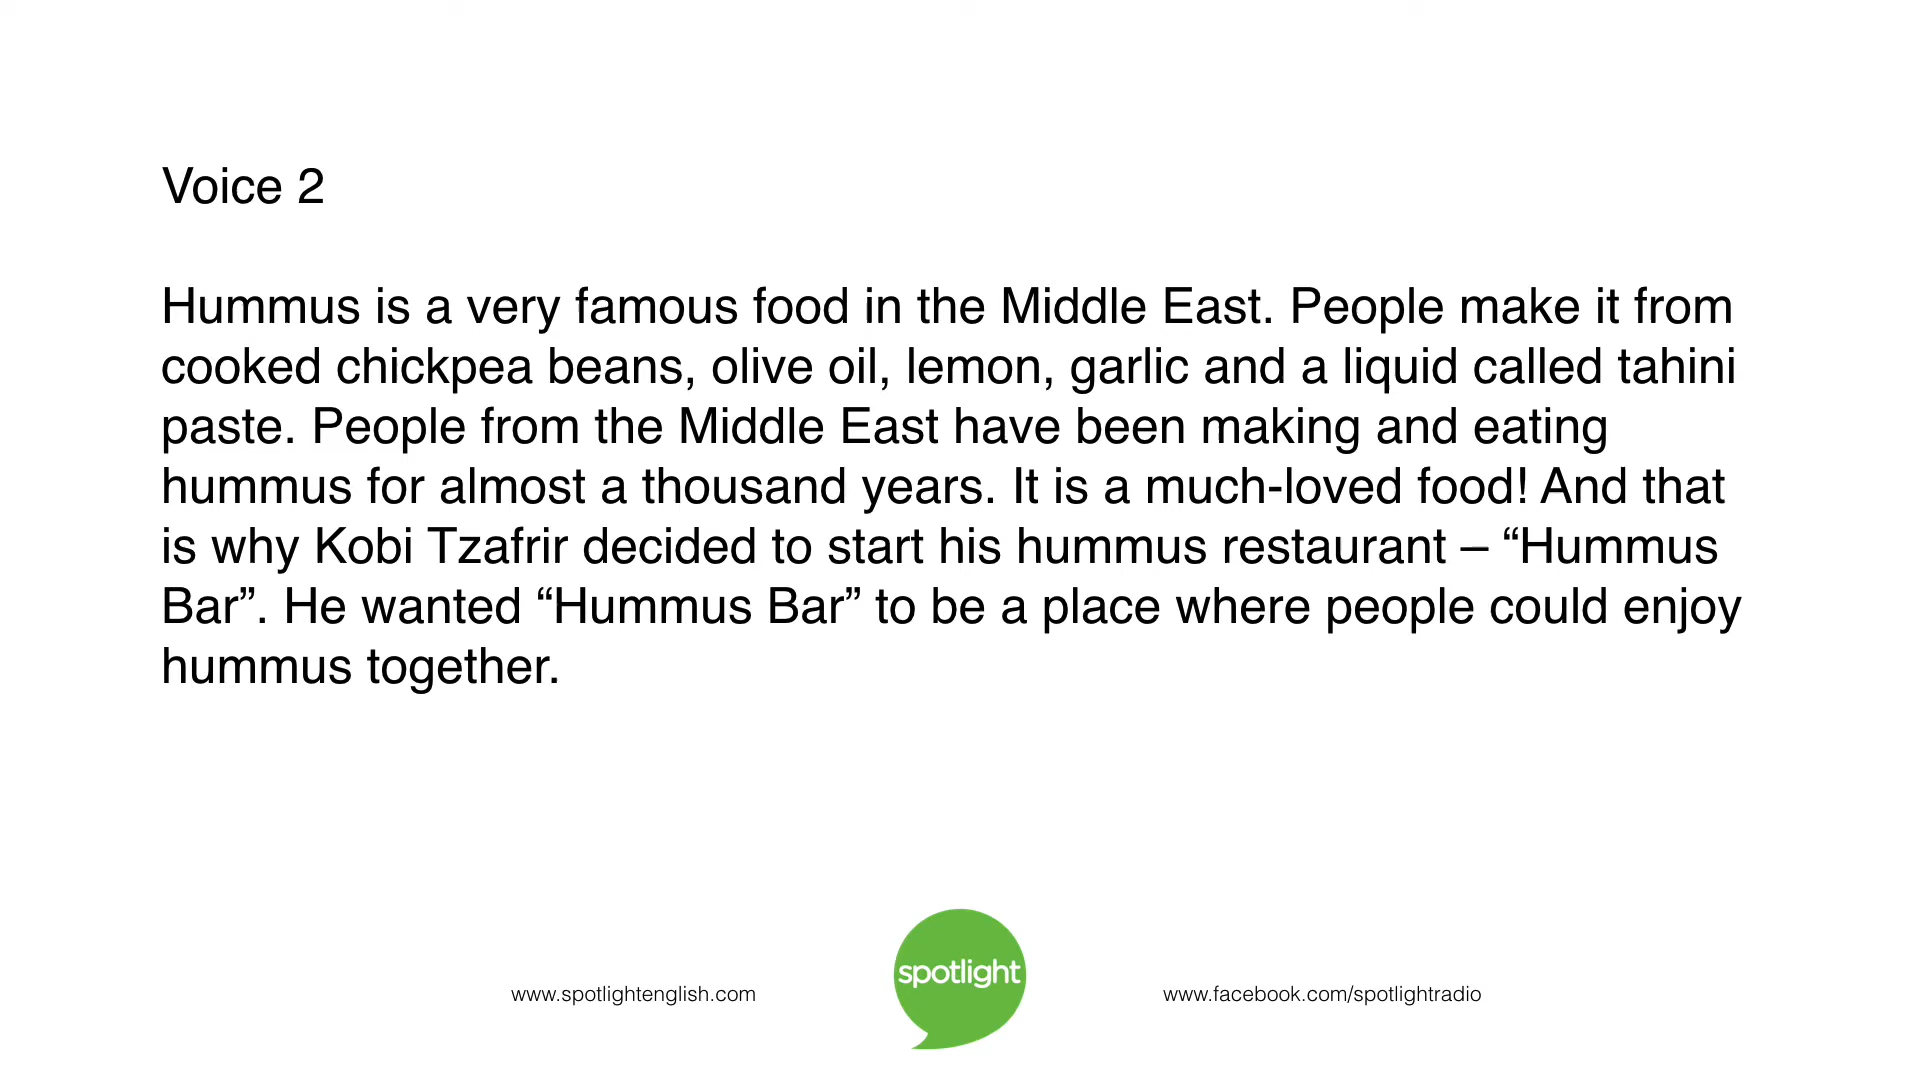 Voice 2
Hummus is a very famous food in the Middle East. People make it from
cooked chickpea beans, olive oil, lemon, garlic and a liquid called tahini
paste. People from the Middle East have been making and eating
hummus for almost a thousand years. It is a much-loved food! And that
is why Kobi Tzafrir decided to start his hummus restaurant – “Hummus
Bar”. He wanted “Hummus Bar” to be a place where people could enjoy
hummus together.
spotlight
www.spotlightenglish.com
www.facebook.com/spotlightradio